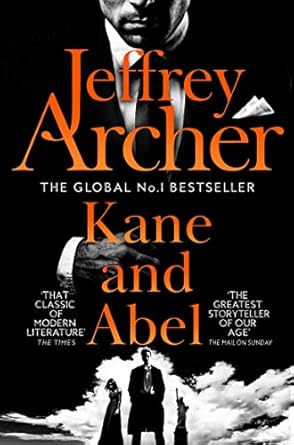 Jeffrey
Archer
THE GLOBAL No.1 BESTSELLER
Kane
and
Abel
'THAT
CLASSIC
OF
MODERN
LITERATURE'
THE TIMES
'THE
GREATEST
STORYTELLER
OF OUR
AGE'
THE MAIL ON SUNDAY